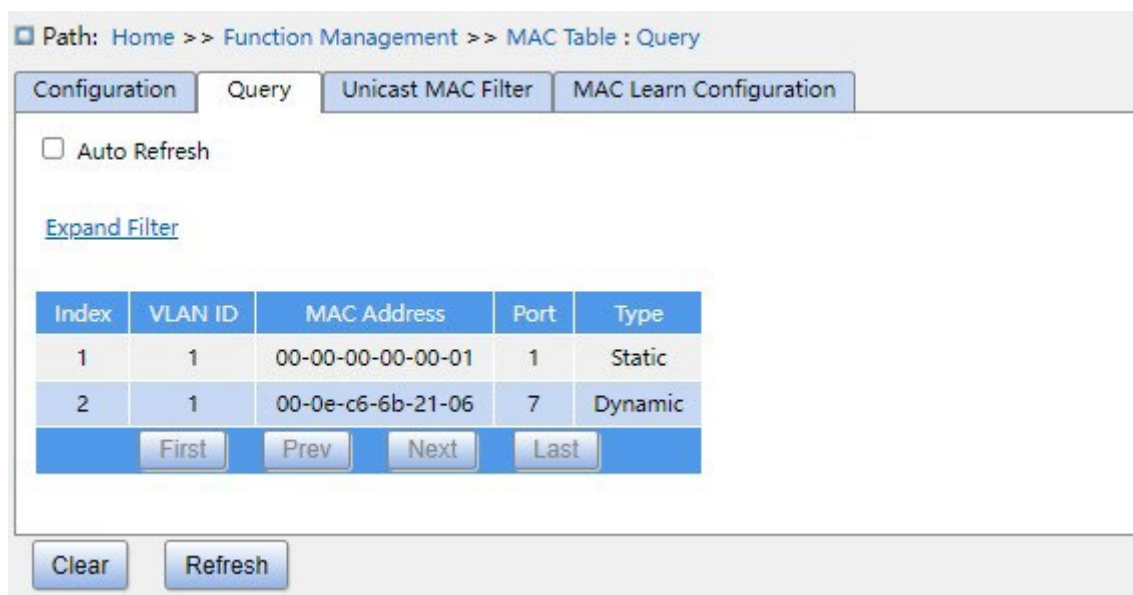 Path: Home >> Function Management >> MAC Table : Query
Configuration Query Unicast MAC Filter MAC Learn Configuration
Auto Refresh
Expand Filter
Index VLAN ID MAC Address Port Type
1 1 00-00-00-00-00-01 1 Static
2 1 00-0e-c6-6b-21-06 7 Dynamic
First Prev Next Last
Clear Refresh